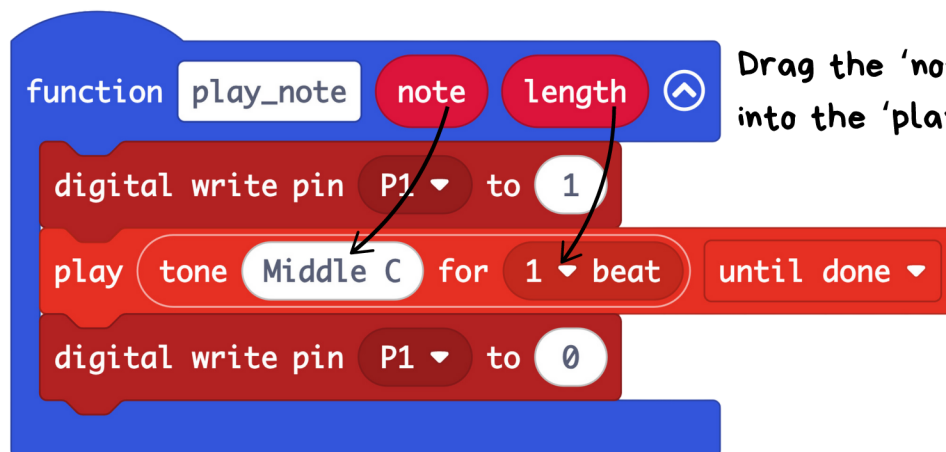 function play_note note length
Drag the 'no
into the 'play
digital write pin P1 to 1
play tone Middle C for 1 beat until done
digital write pin P1 to 0